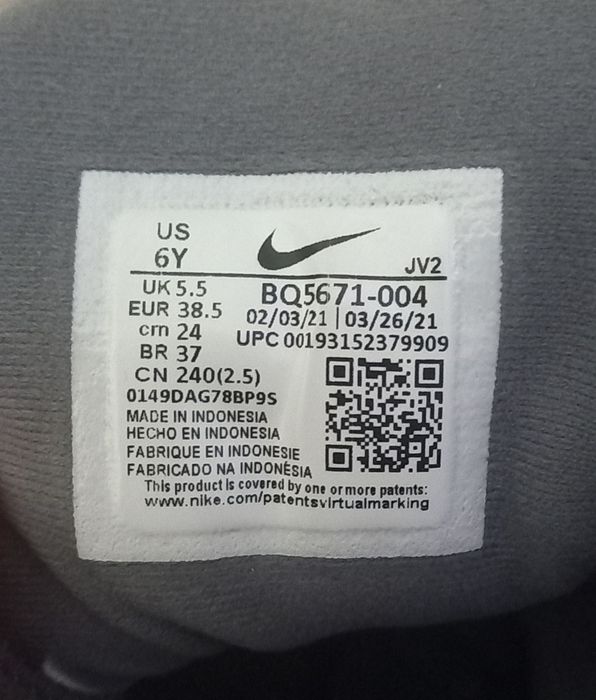 US
6Y
JV2
UK 5.5
EUR 38.5
cm 24
BR 37
CN 240(2.5)
0149DAG78BP9S
BQ5671-004
02/03/21 | 03/26/21
UPC 00193152379909
MADE IN INDONESIA
HECHO EN INDONESIA
FABRIQUE EN INDONESIE
FABRICADO NA INDONÉSIA
This product is covered by one or more patents:
www.nike.com/patentsvirtualmarking